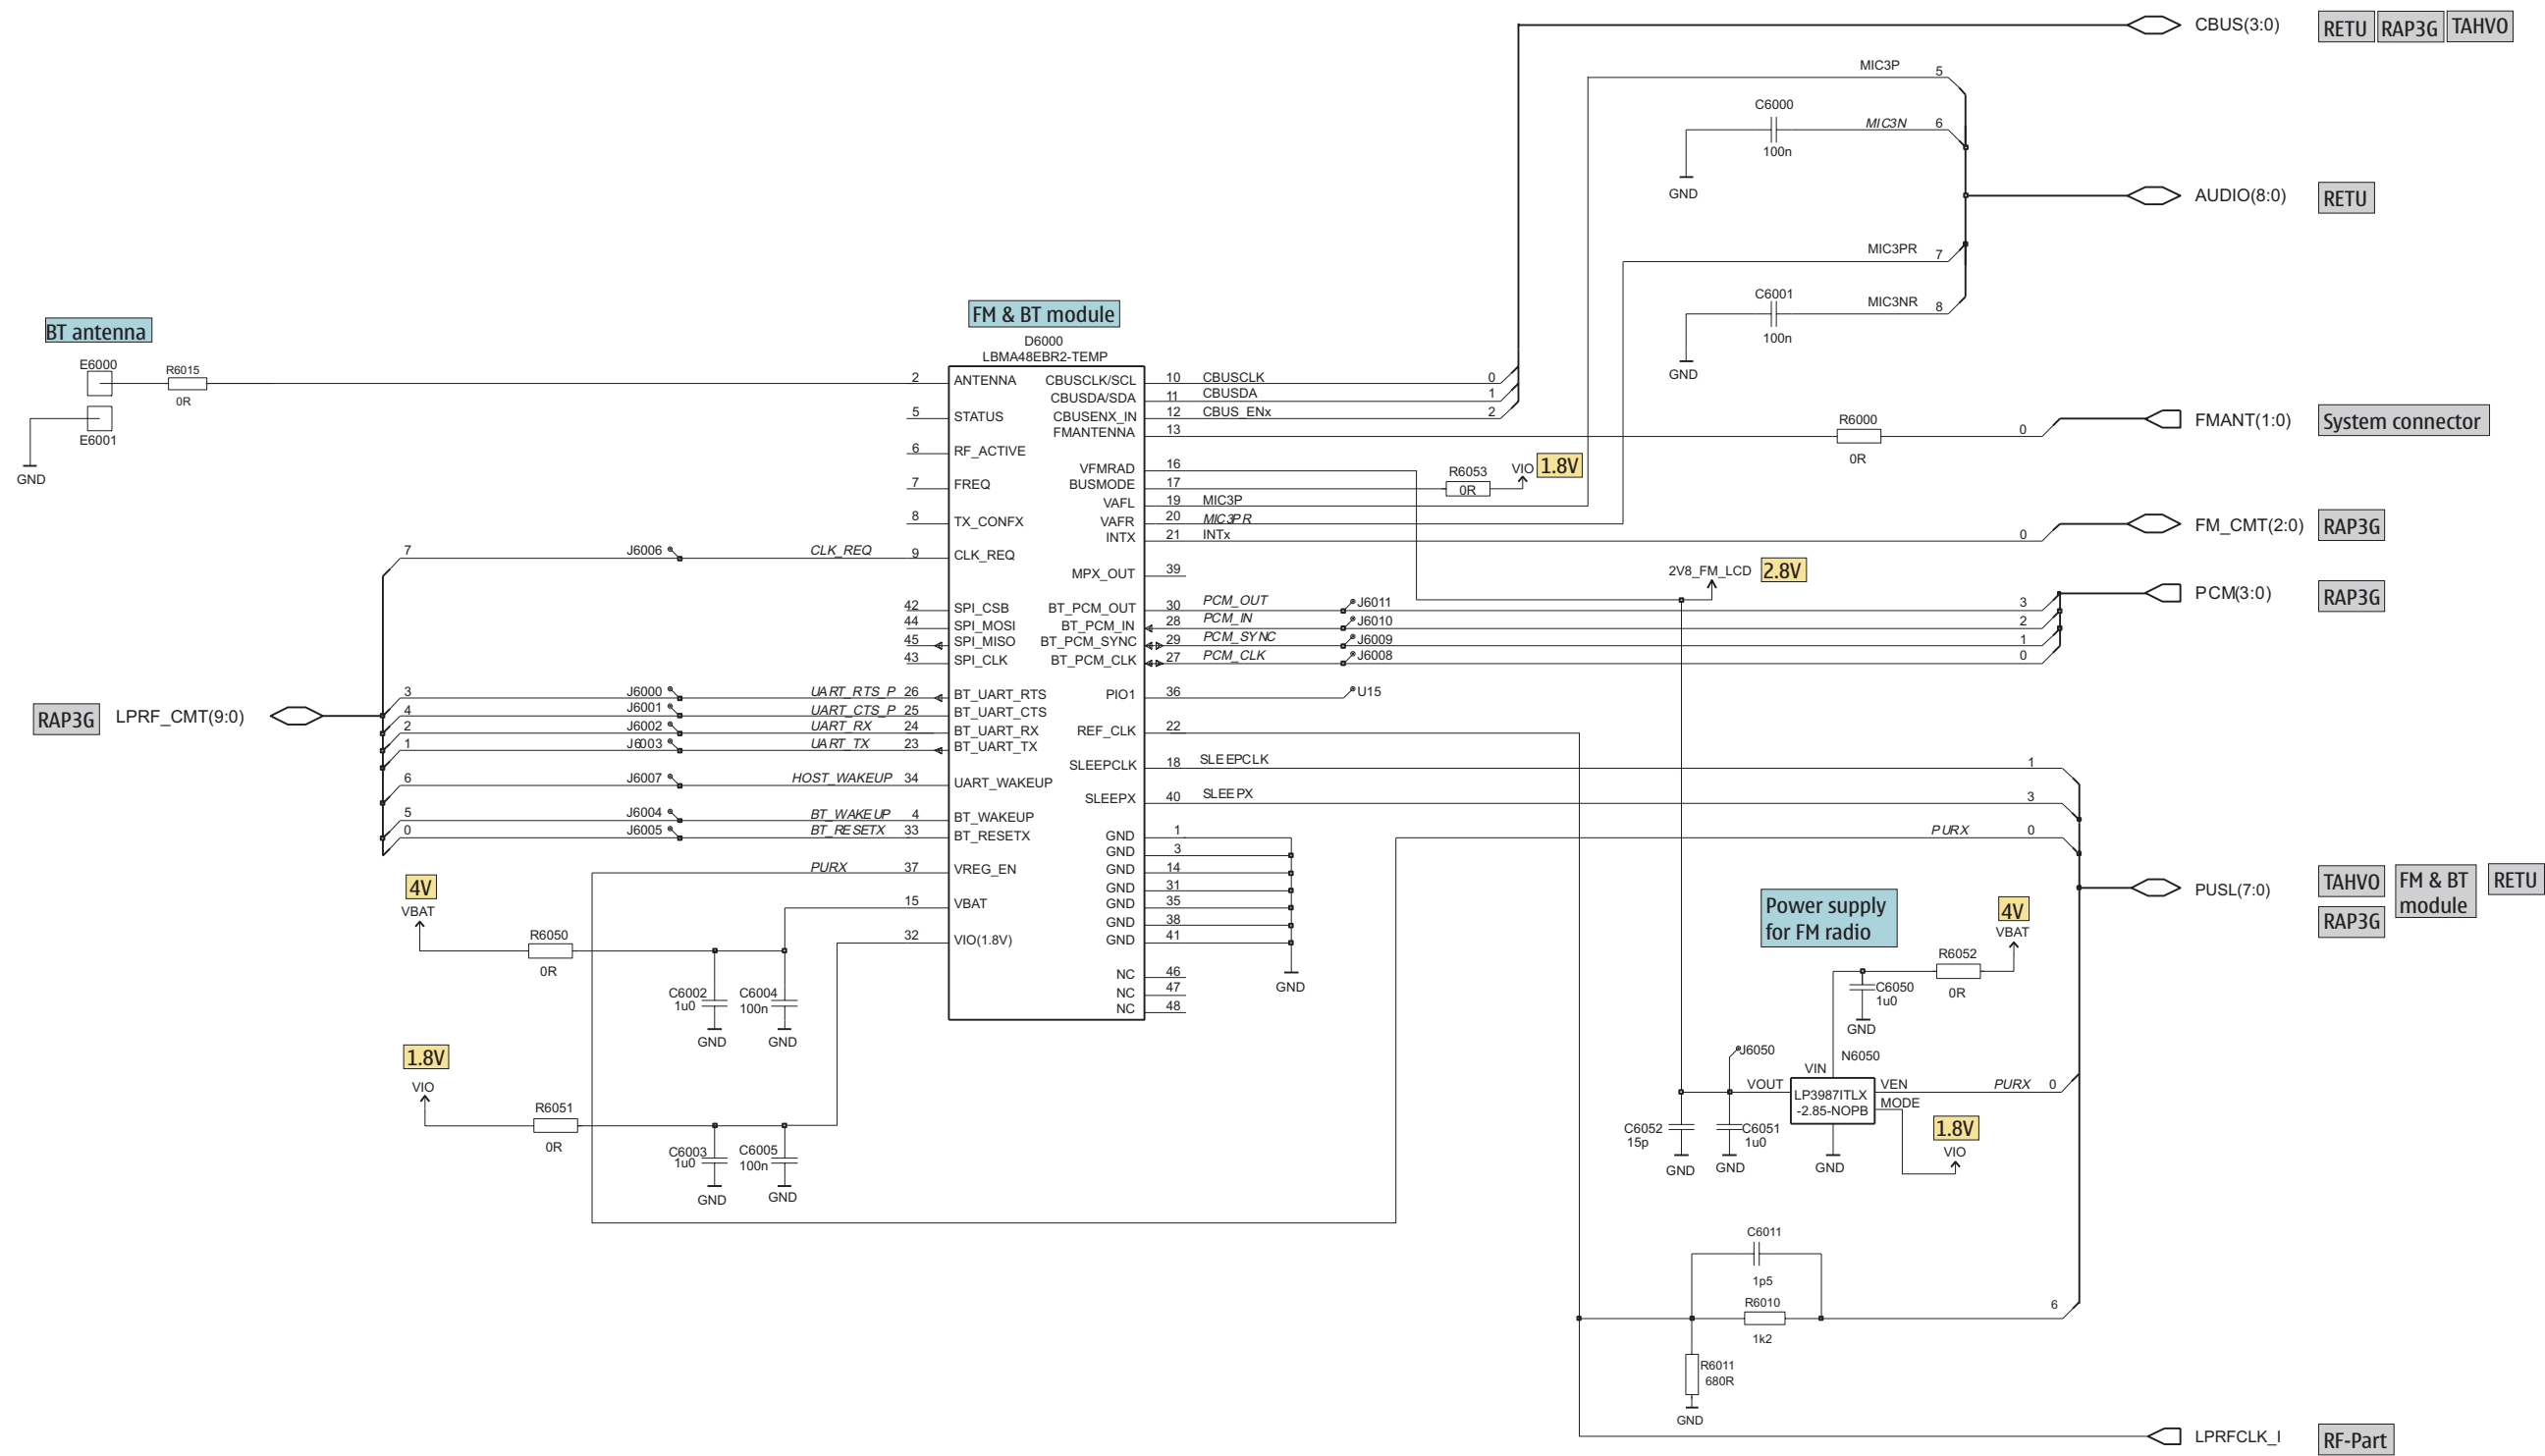 CBUS(3:0) RETU RAP3G TAHVO
MIC3P 5
C6000
MIC3N 6
100n
GND
AUDIO(8:0) RETU
MIC3PR 7
C6001
MIC3NR 8
100n
GND
BT antenna
E6000
R6015
0R
E6001
GND
FM & BT module
D6000
LBMA48EBR2-TEMP
2 ANTENNA
5 STATUS
6 RF_ACTIVE
7 FREQ
8 TX_CONFX
7 J6006 CLK_REQ 9 CLK_REQ
42 SPI_CSB
44 SPI_MOSI
45 SPI_MISO
43 SPI_CLK
RAP3G LPRF_CMT(9:0)
3 J6000 UART_RTS_P 26 BT_UART_RTS
4 J6001 UART_CTS_P 25 BT_UART_CTS
2 J6002 UART_RX 24 BT_UART_RX
1 J6003 UART_TX 23 BT_UART_TX
6 J6007 HOST_WAKEUP 34 UART_WAKEUP
5 J6004 BT_WAKEUP 4 BT_WAKEUP
0 J6005 BT_RESETX 33 BT_RESETX
PURX 37 VREG_EN
15 VBAT
32 VIO(1.8V)
4V
VBAT
R6050
0R
C6002
1u0
C6004
100n
GND GND
1.8V
VIO
R6051
0R
C6003
1u0
C6005
100n
GND GND
CBUSCLK/SCL 10 CBUSCLK 0
CBUSDA/SDA 11 CBUSDA 1
CBUSENX_IN 12 CBUS_ENx 2
FMANTENNA 13
R6000
0R
0 FMANT(1:0) System connector
VFMRAD 16
BUSMODE 17
R6053
0R
VIO 1.8V
VAFL 19 MIC3P
VAFR 20 MIC3PR
INTX 21 INTx 0 FM_CMT(2:0) RAP3G
MPX_OUT 39
2V8_FM_LCD 2.8V
BT_PCM_OUT 30 PCM_OUT J6011 3 PCM(3:0) RAP3G
BT_PCM_IN 28 PCM_IN J6010 2
BT_PCM_SYNC 29 PCM_SYNC J6009 1
BT_PCM_CLK 27 PCM_CLK J6008 0
PIO1 36 U15
REF_CLK 22
SLEEPCLK 18 SLEEPCLK 1
SLEEPX 40 SLEEPX 3
GND 1 PURX 0
GND 3
GND 14
GND 31
GND 35
GND 38
GND 41
GND
NC 46
NC 47
NC 48
PUSL(7:0) TAHVO FM & BT
module RETU
RAP3G
Power supply
for FM radio
4V
VBAT
R6052
0R
C6050
1u0
GND
J6050
VIN N6050
VOUT LP3987ITLX
-2.85-NOPB VEN PURX 0
MODE
1.8V
VIO
C6052
15p
C6051
1u0
GND GND GND
C6011
1p5
R6010
1k2
6
R6011
680R
GND
LPRFCLK_I RF-Part